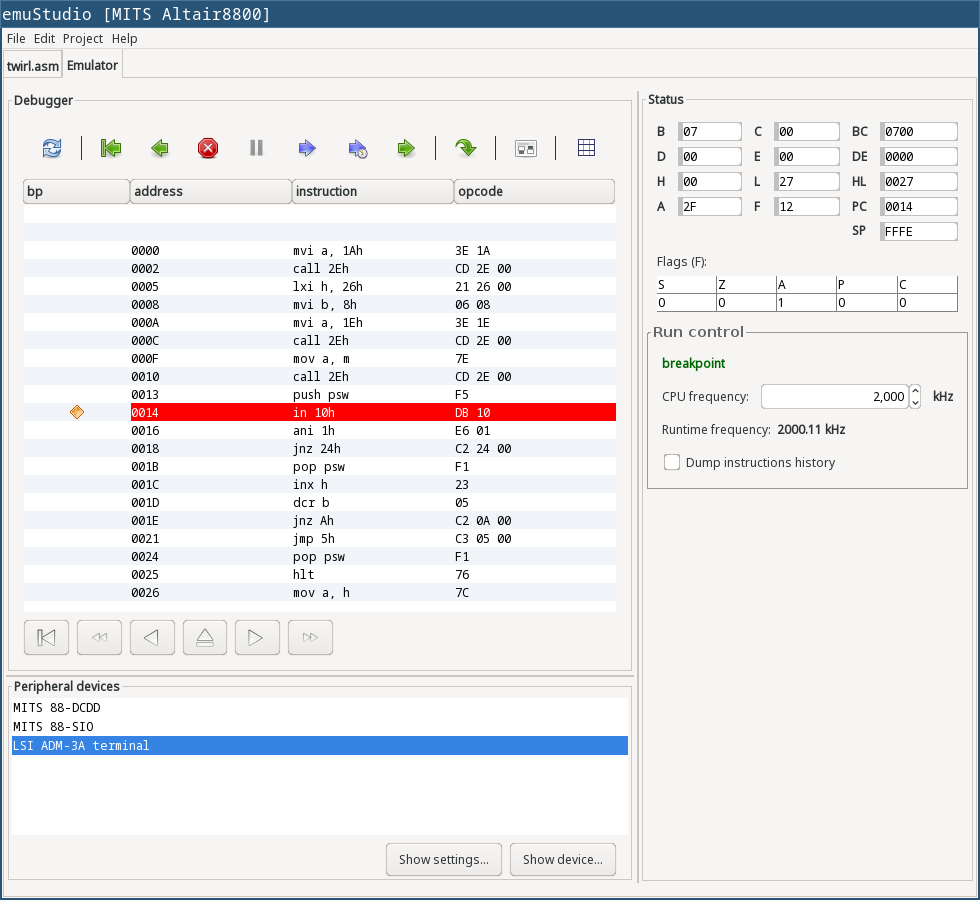 emuStudio [MITS Altair8800]
File Edit Project Help
twirl.asm Emulator
Debugger
bp address instruction opcode
0000 mvi a, 1Ah 3E 1A
0002 call 2Eh CD 2E 00
0005 lxi h, 26h 21 26 00
0008 mvi b, 8h 06 08
000A mvi a, 1Eh 3E 1E
000C call 2Eh CD 2E 00
000F mov a, m 7E
0010 call 2Eh CD 2E 00
0013 push psw F5
0014 in 10h DB 10
0016 ani 1h E6 01
0018 jnz 24h C2 24 00
001B pop psw F1
001C inx h 23
001D dcr b 05
001E jnz Ah C2 0A 00
0021 jmp 5h C3 05 00
0024 pop psw F1
0025 hlt 76
0026 mov a, h 7C
Peripheral devices
MITS 88-DCDD
MITS 88-SIO
LSI ADM-3A terminal
Show settings... Show device...
Status
B 07 C 00 BC 0700
D 00 E 00 DE 0000
H 00 L 27 HL 0027
A 2F F 12 PC 0014
SP FFFE
Flags (F):
S Z A P C
0 0 1 0 0
Run control
breakpoint
CPU frequency: 2,000 kHz
Runtime frequency: 2000.11 kHz
Dump instructions history